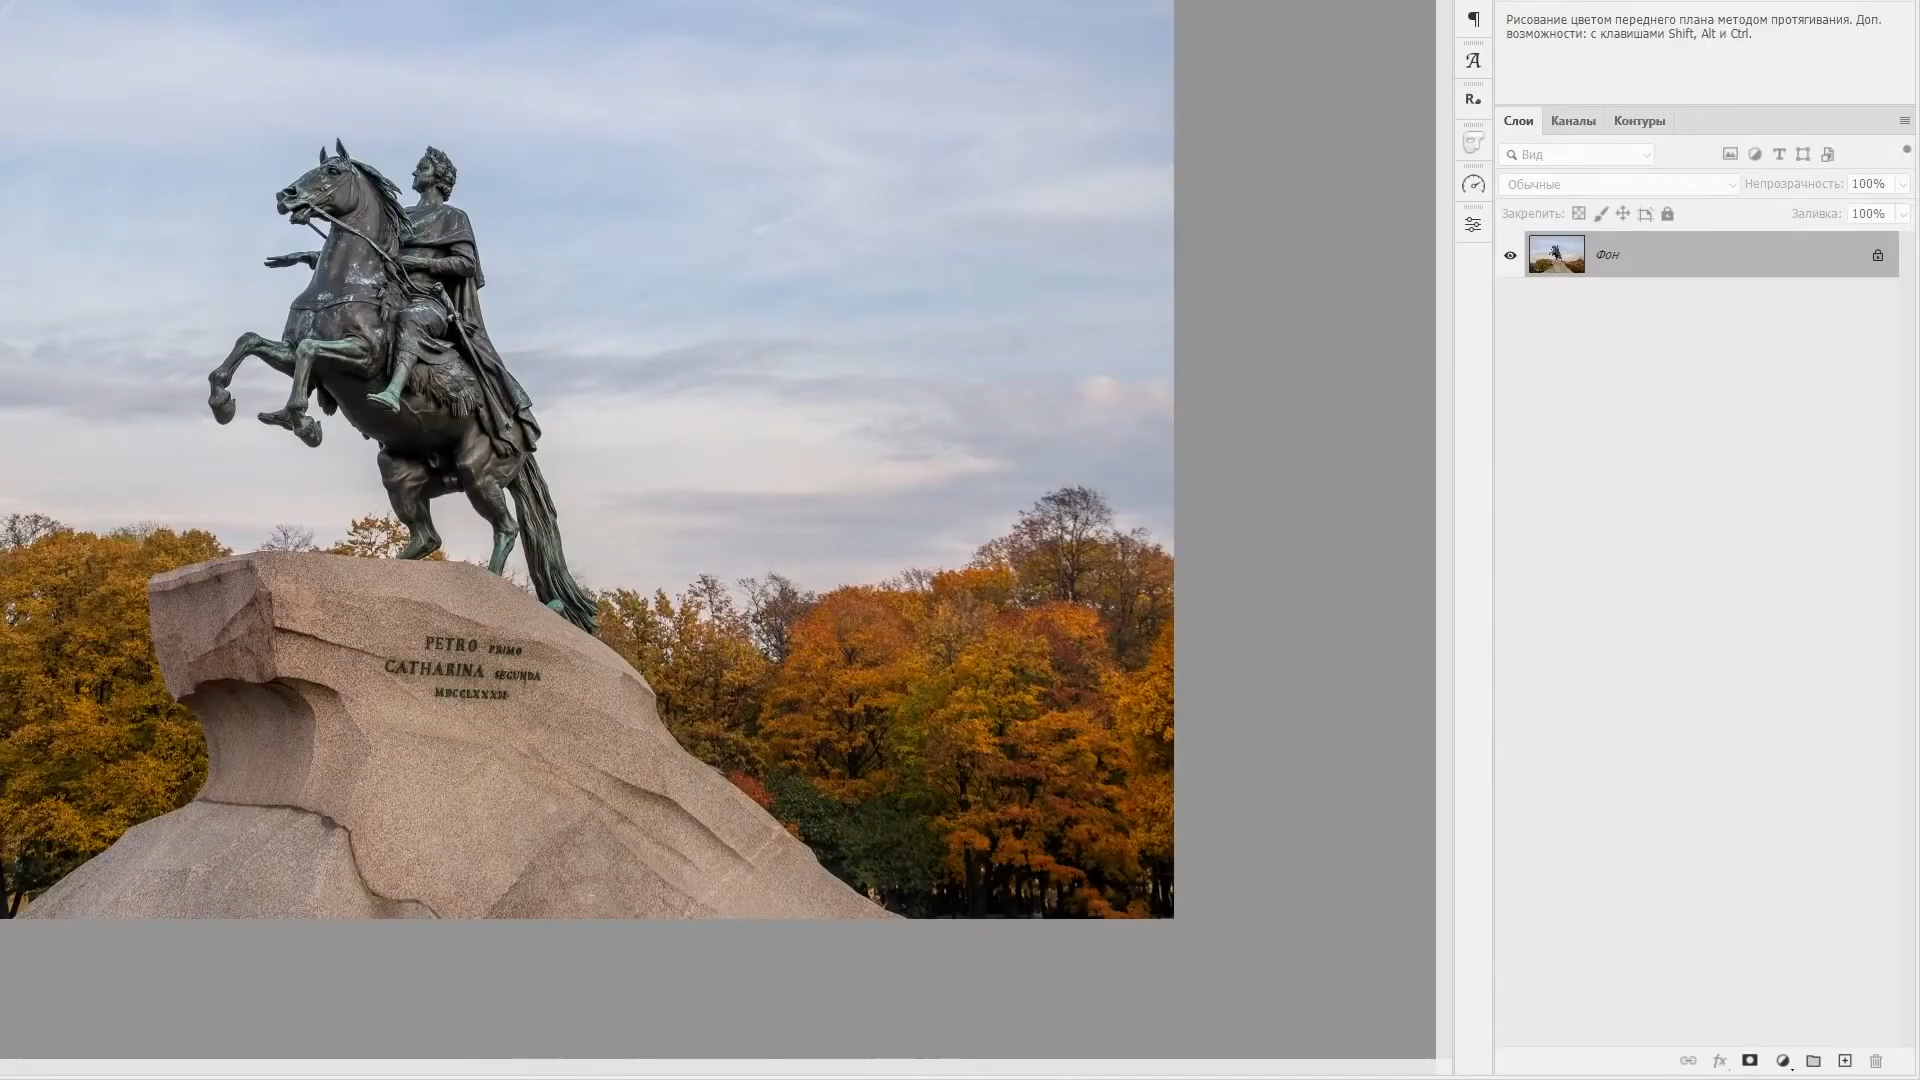 Рисование цветом переднего плана методом протягивания. Доп.
возможности: с клавишами Shift, Alt и Ctrl.
Слои Каналы Контуры
Вид
Обычные Непрозрачность: 100%
Закрепить: Заливка: 100%
Фон
PETRO PRIMO
CATHARINA SECUNDA
MDCCLXXXII